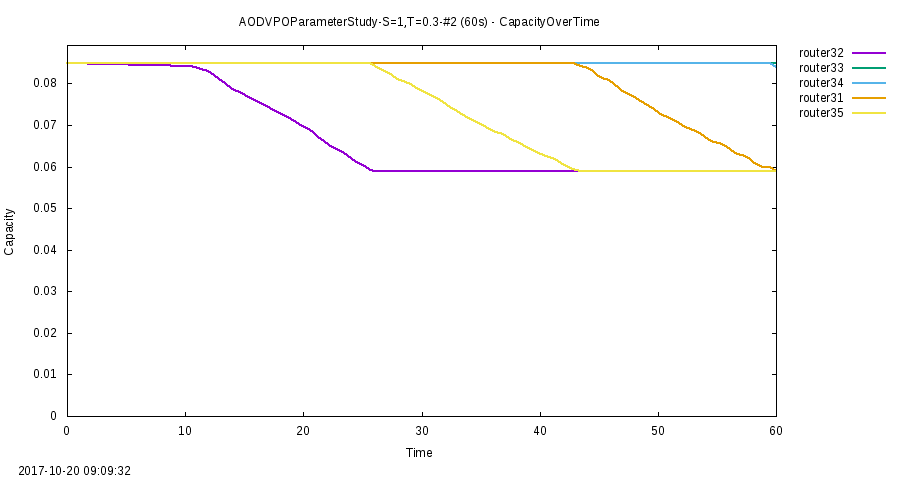 AODVPOParameterStudy-S=1,T=0.3-#2 (60s) - CapacityOverTime
router32
router33
router34
router31
router35
0.08
0.07
0.06
0.05
0.04
0.03
0.02
0.01
0
Capacity
0 10 20 30 40 50 60
Time
2017-10-20 09:09:32